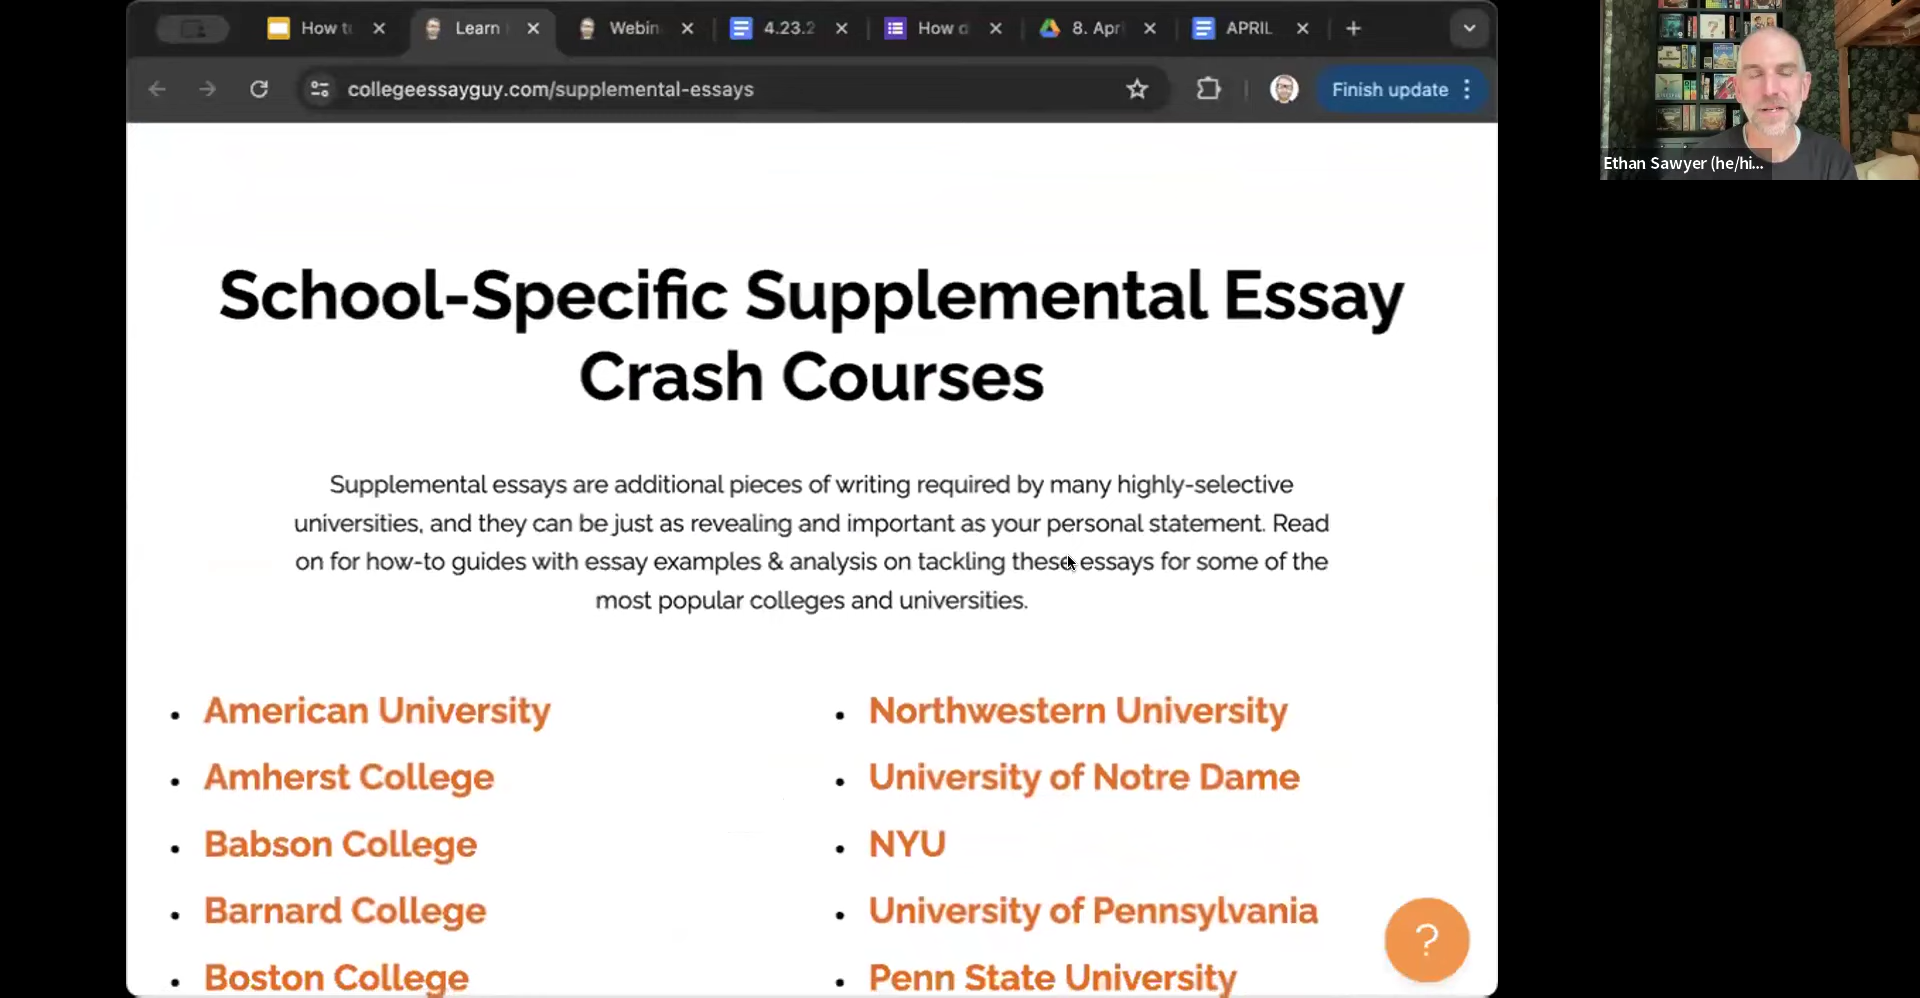 How t
Learn
Webin
4.23.2
How d
8. Apr
APRIL
collegeessayguy.com/supplemental-essays
Finish update
Ethan Sawyer (he/hi...
School-Specific Supplemental Essay
Crash Courses
Supplemental essays are additional pieces of writing required by many highly-selective
universities, and they can be just as revealing and important as your personal statement. Read
on for how-to guides with essay examples & analysis on tackling these essays for some of the
most popular colleges and universities.
• American University
• Amherst College
• Babson College
• Barnard College
• Boston College
• Northwestern University
• University of Notre Dame
• NYU
• University of Pennsylvania
• Penn State University
?